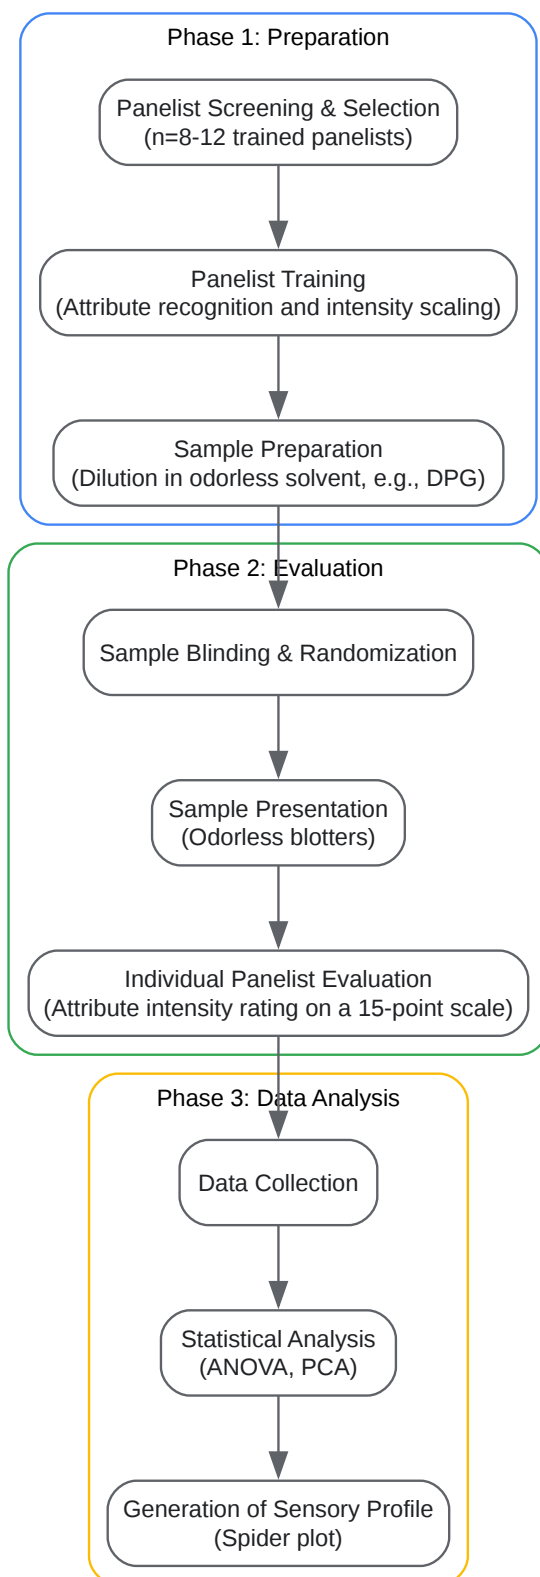 Phase 1: Preparation
Panelist Screening & Selection
(n=8-12 trained panelists)
Panelist Training
(Attribute recognition and intensity scaling)
Sample Preparation
(Dilution in odorless solvent, e.g., DPG)
Phase 2: Evaluation
Sample Blinding & Randomization
Sample Presentation
(Odorless blotters)
Individual Panelist Evaluation
(Attribute intensity rating on a 15-point scale)
Phase 3: Data Analysis
Data Collection
Statistical Analysis
(ANOVA, PCA)
Generation of Sensory Profile
(Spider plot)